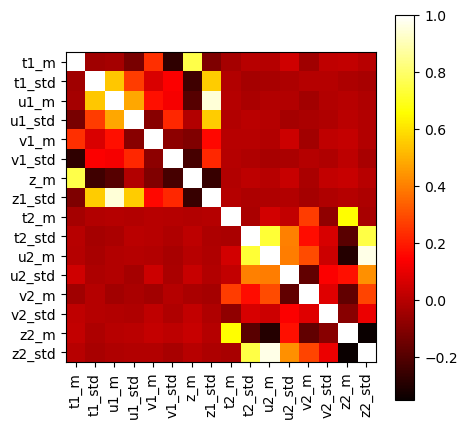 t1_m
t1_std
u1_m
u1_std
v1_m
v1_std
z_m
z1_std
t2_m
t2_std
u2_m
u2_std
v2_m
v2_std
z2_m
z2_std
t1_m t1_std u1_m u1_std v1_m v1_std z_m z1_std t2_m t2_std u2_m u2_std v2_m v2_std z2_m z2_std
1.0
0.8
0.6
0.4
0.2
0.0
−0.2